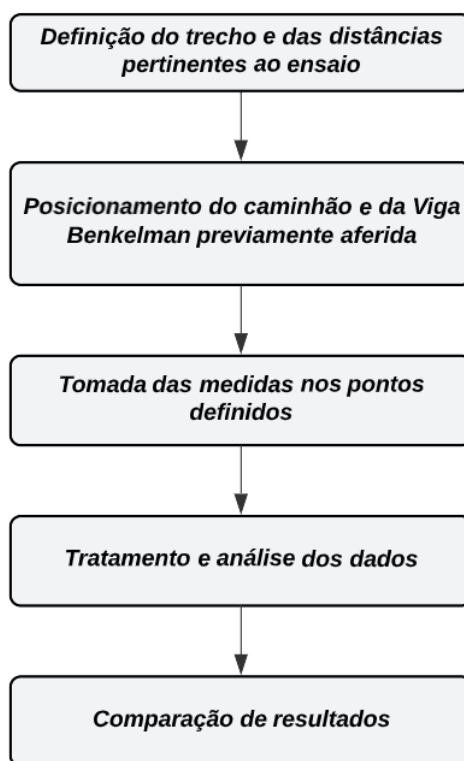 Definição do trecho e das distâncias
pertinentes ao ensaio
Posicionamento do caminhão e da Viga
Benkelman previamente aferida
Tomada das medidas nos pontos
definidos
Tratamento e análise dos dados
Comparação de resultados